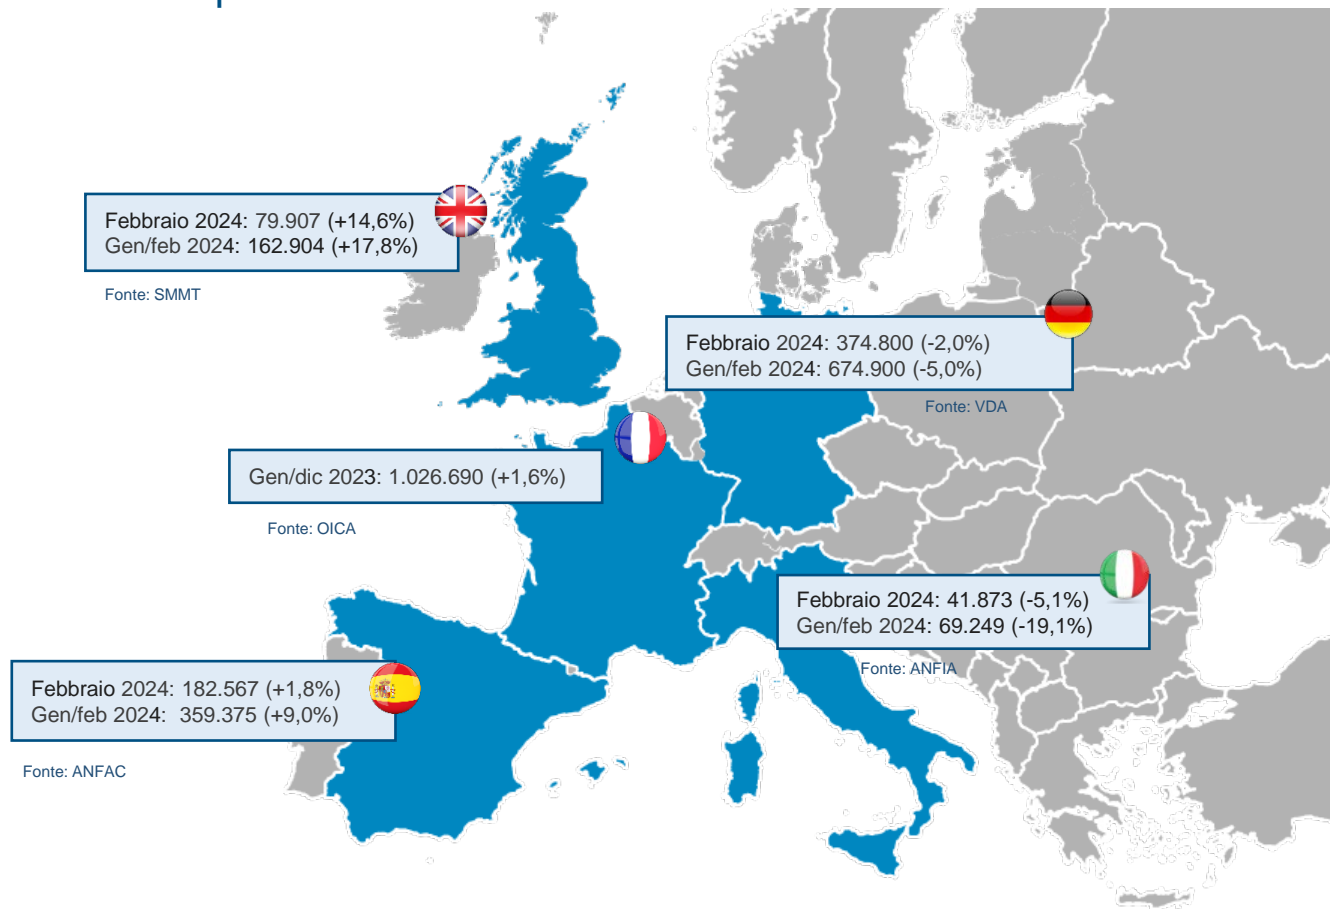 Febbraio 2024: 79.907 (+14,6%)
Gen/feb 2024: 162.904 (+17,8%)
Fonte: SMMT
Febbraio 2024: 374.800 (-2,0%)
Gen/feb 2024: 674.900 (-5,0%)
Fonte: VDA
Gen/dic 2023: 1.026.690 (+1,6%)
Fonte: OICA
Febbraio 2024: 41.873 (-5,1%)
Gen/feb 2024: 69.249 (-19,1%)
Fonte: ANFIA
Febbraio 2024: 182.567 (+1,8%)
Gen/feb 2024: 359.375 (+9,0%)
Fonte: ANFAC